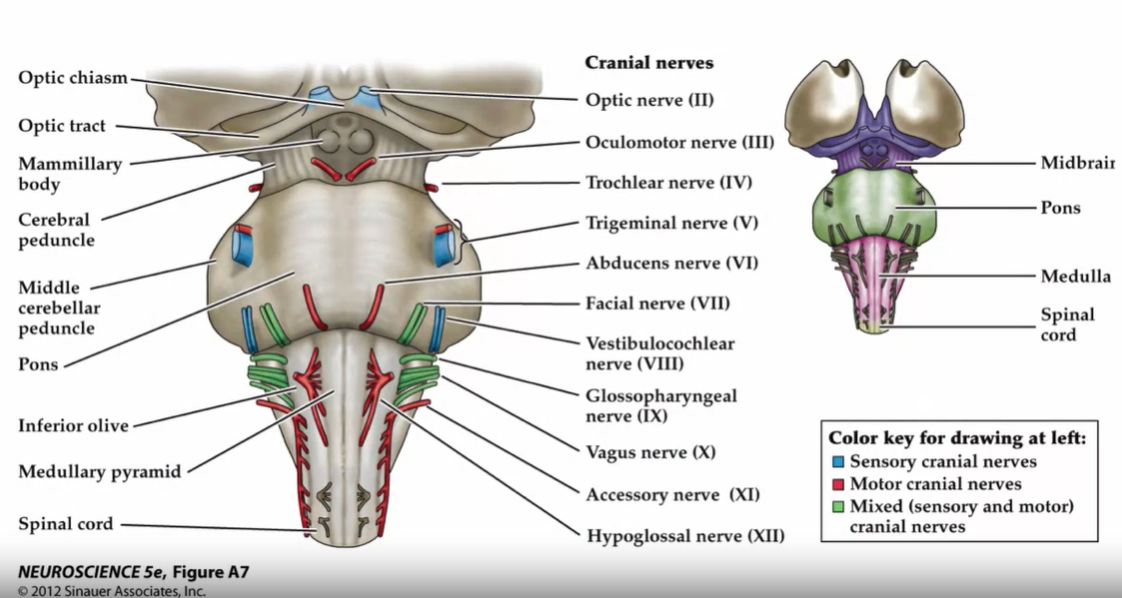 Optic chiasm
Optic tract
Mammillary
body
Cerebral
peduncle
Middle
cerebellar
peduncle
Pons
Inferior olive
Medullary pyramid
Spinal cord
Cranial nerves
Optic nerve (II)
Oculomotor nerve (III)
Trochlear nerve (IV)
Trigeminal nerve (V)
Abducens nerve (VI)
Facial nerve (VII)
Vestibulocochlear
nerve (VIII)
Glossopharyngeal
nerve (IX)
Vagus nerve (X)
Accessory nerve (XI)
Hypoglossal nerve (XII)
Midbrain
Pons
Medulla
Spinal
cord
Color key for drawing at left:
Sensory cranial nerves
Motor cranial nerves
Mixed (sensory and motor)
cranial nerves
NEUROSCIENCE 5e, Figure A7
© 2012 Sinauer Associates, Inc.